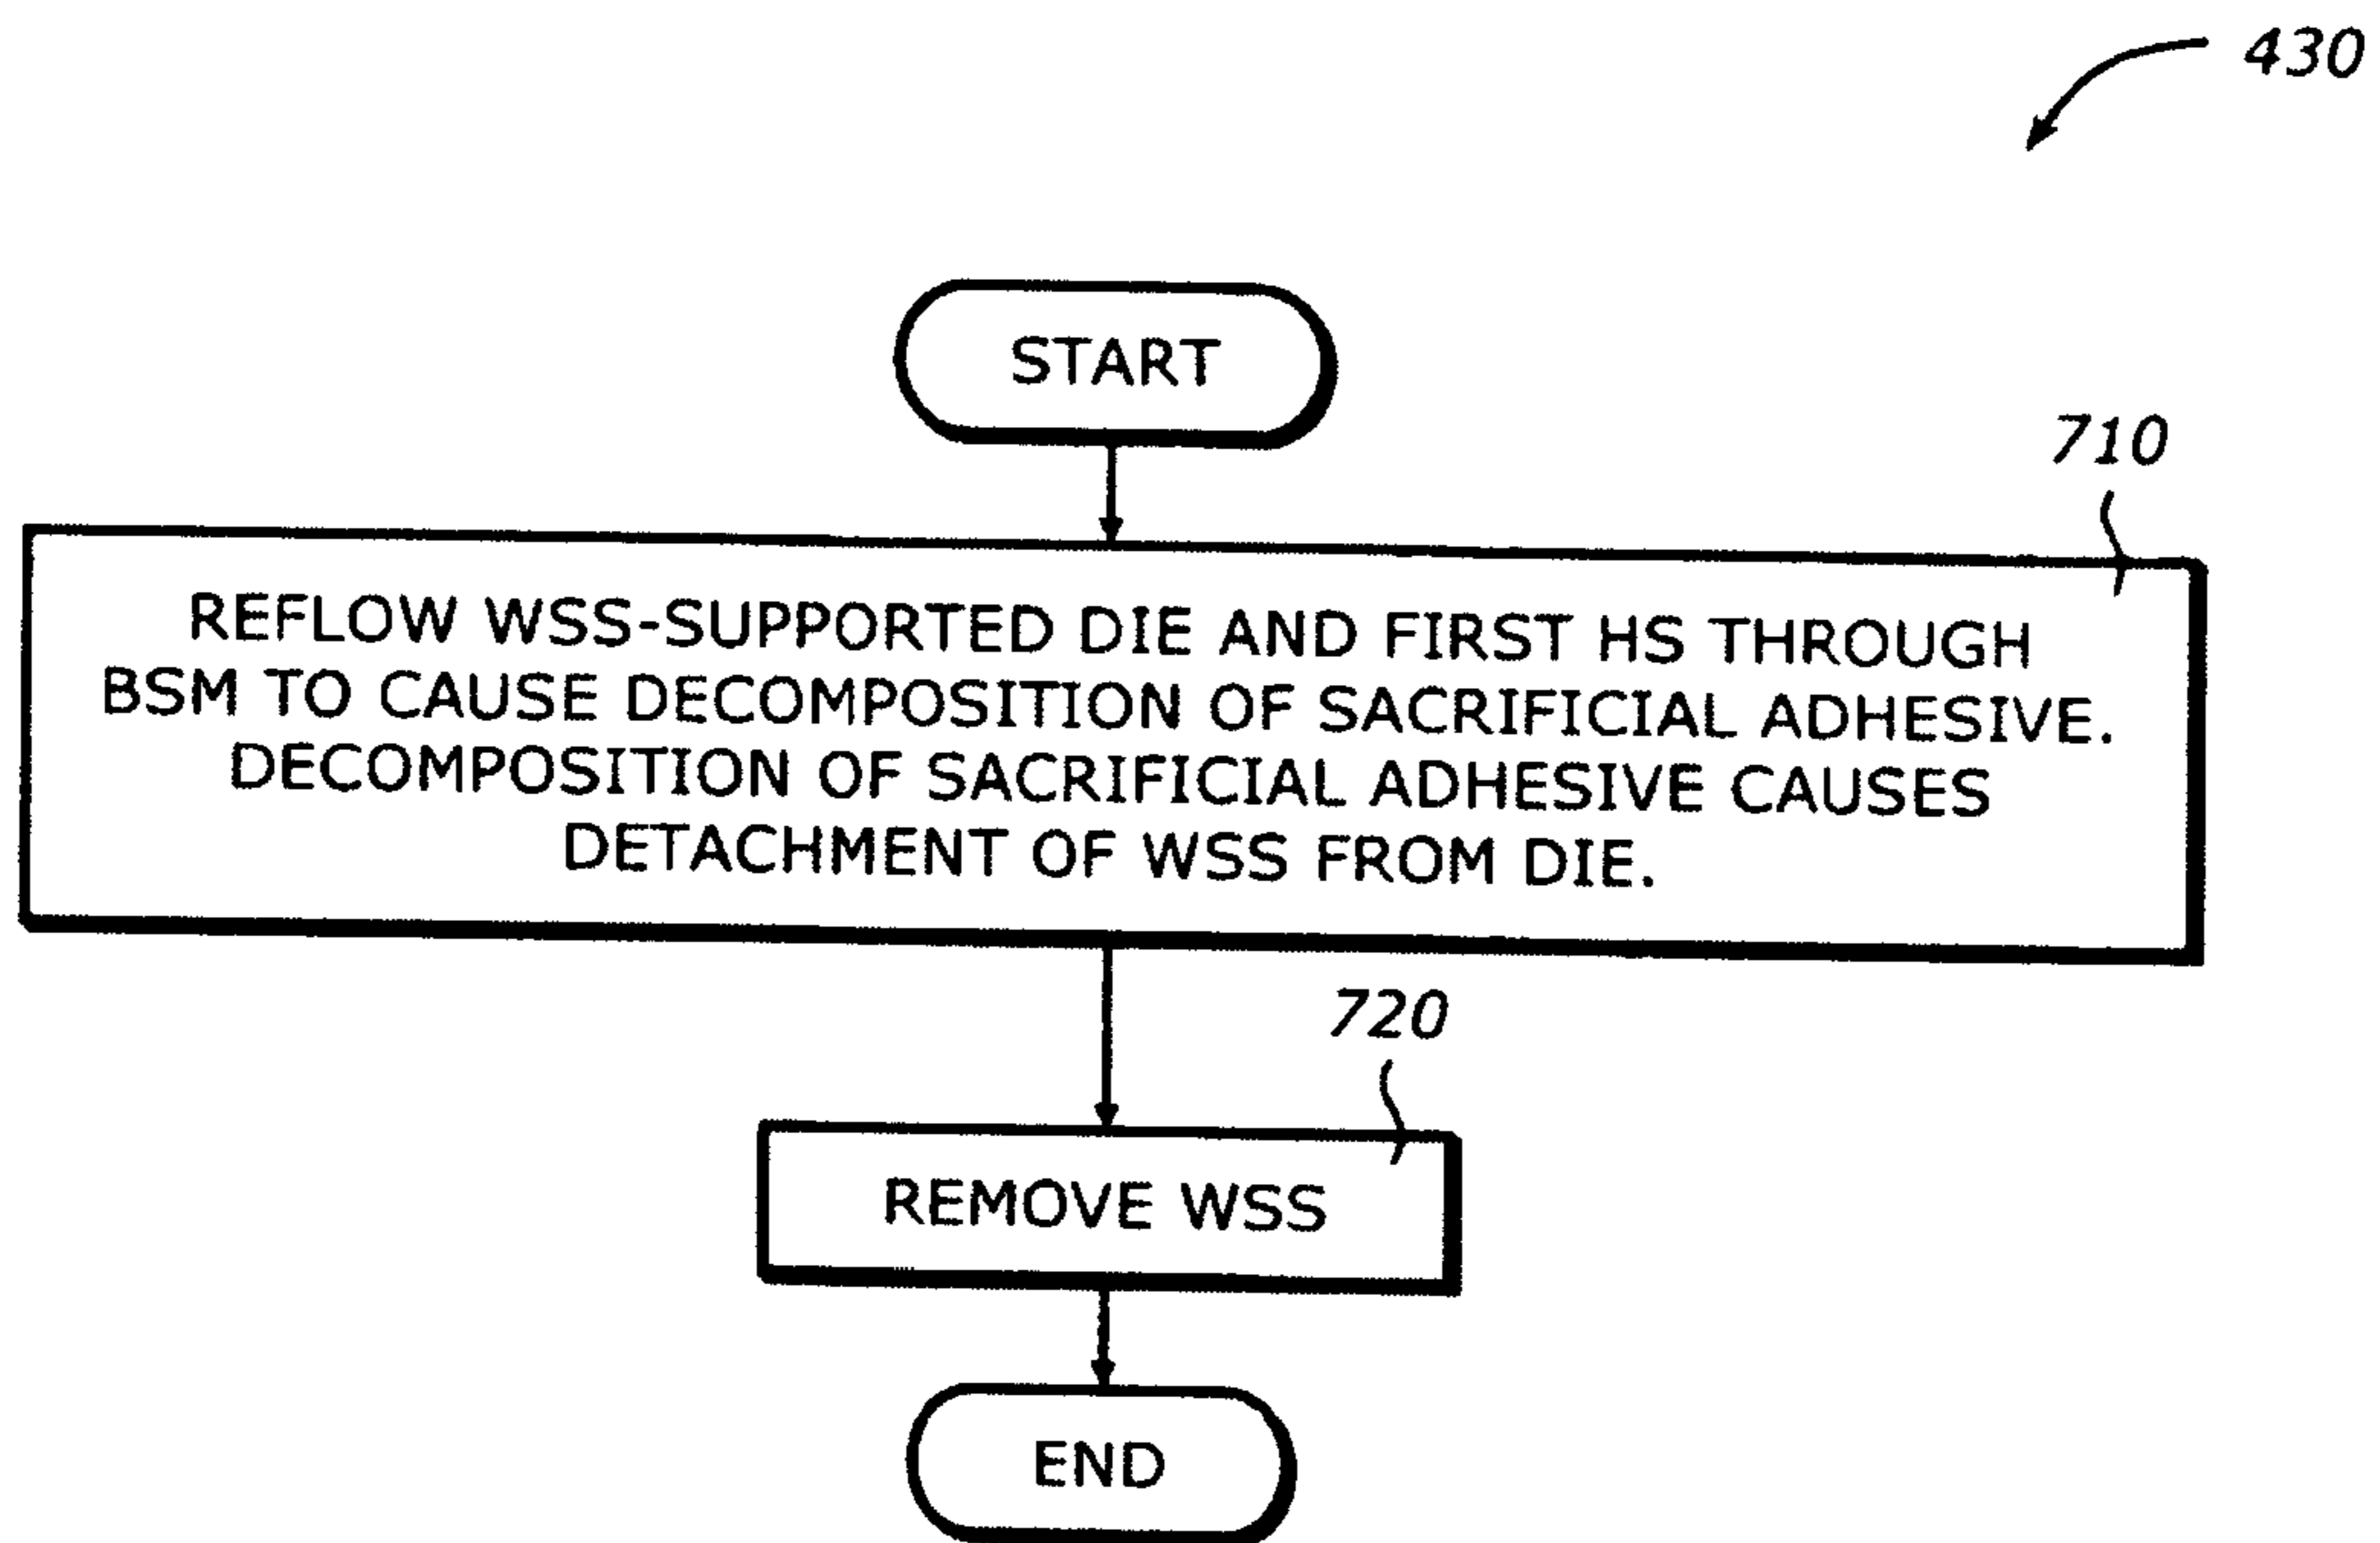 430
START
710
REFLOW WSS-SUPPORTED DIE AND FIRST HS THROUGH
BSM TO CAUSE DECOMPOSITION OF SACRIFICIAL ADHESIVE.
DECOMPOSITION OF SACRIFICIAL ADHESIVE CAUSES
DETACHMENT OF WSS FROM DIE.
720
REMOVE WSS
END